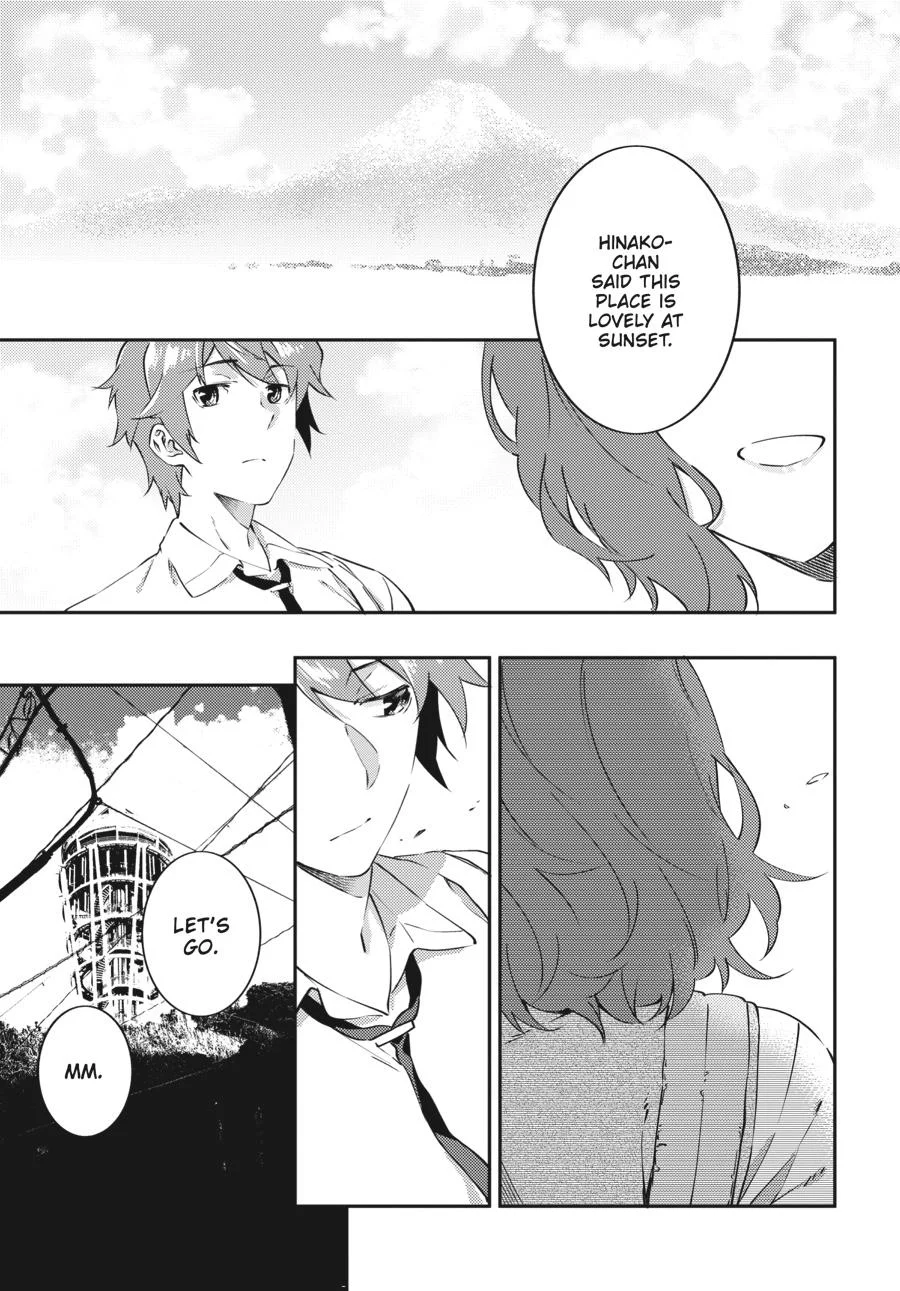 HINAKO-
CHAN
SAID THIS
PLACE IS
LOVELY AT
SUNSET.
LET'S
GO.
MM.